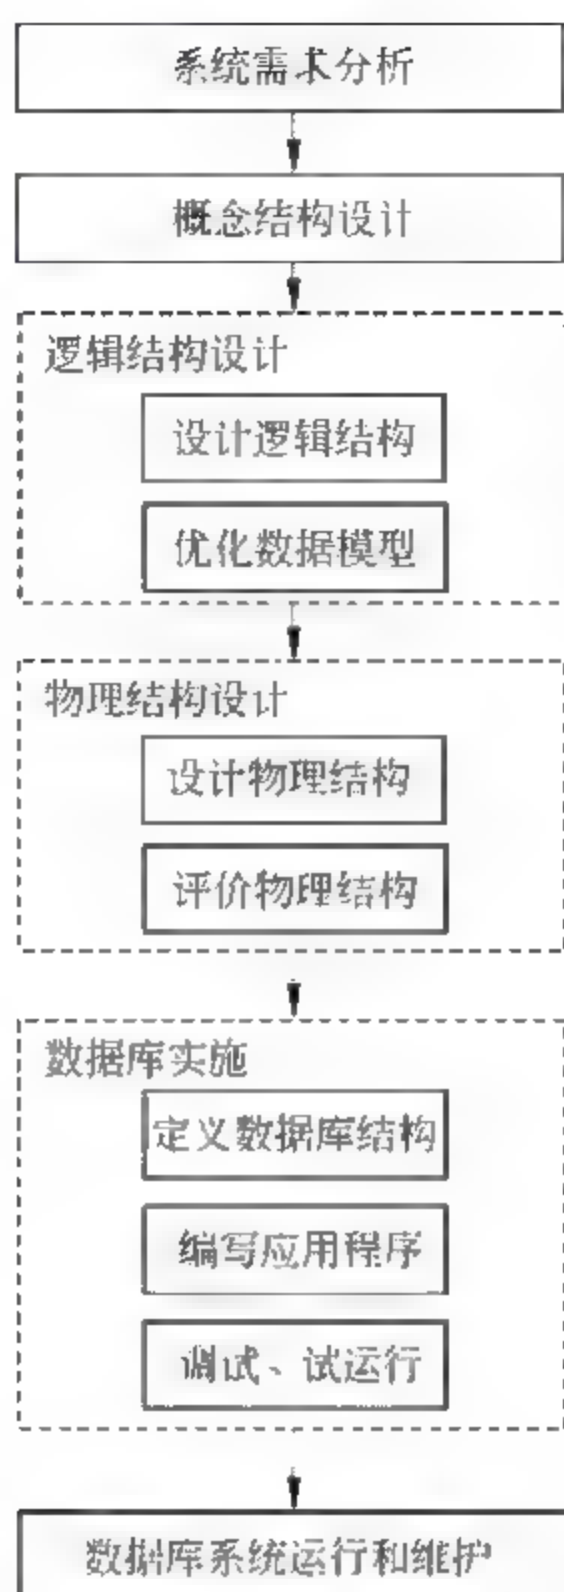 系统需求分析
概念结构设计
逻辑结构设计
设计逻辑结构
优化数据模型
物理结构设计
设计物理结构
评价物理结构
数据库实施
定义数据库结构
编写应用程序
调试、试运行
数据库系统运行和维护